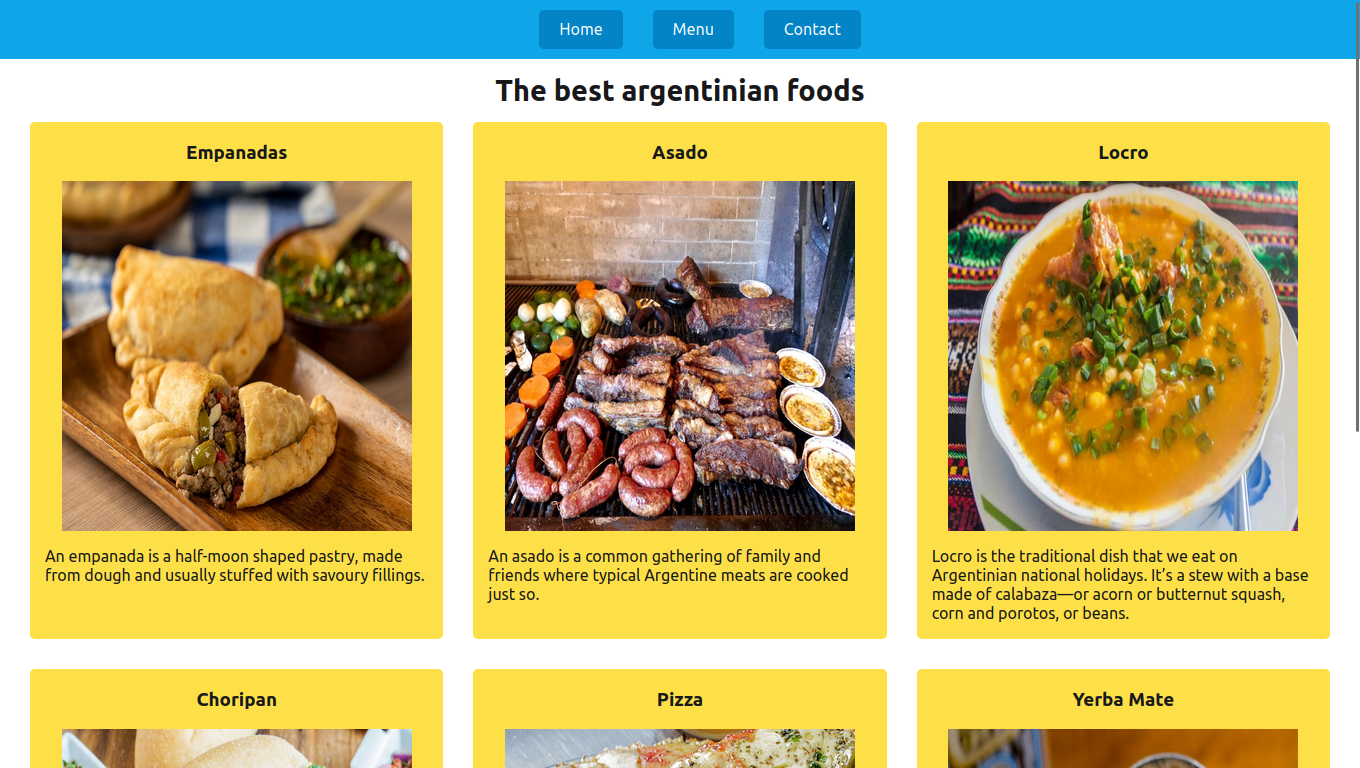 Home
Menu
Contact
The best argentinian foods
Empanadas
An empanada is a half-moon shaped pastry, made
from dough and usually stuffed with savoury fillings.
Asado
An asado is a common gathering of family and
friends where typical Argentine meats are cooked
just so.
Locro
Locro is the traditional dish that we eat on
Argentinian national holidays. It’s a stew with a base
made of calabaza—or acorn or butternut squash,
corn and porotos, or beans.
Choripan
Pizza
Yerba Mate